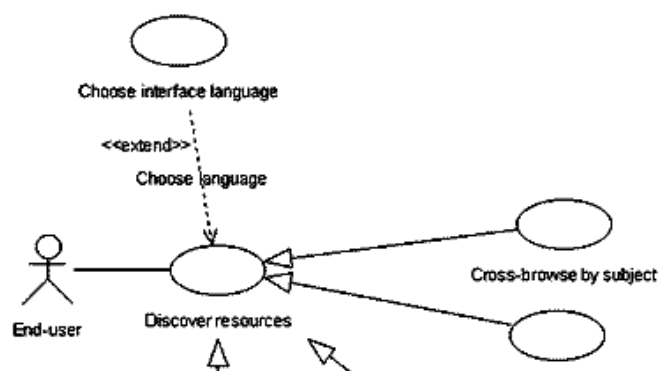 Choose interface language
<<extend>>
Choose language
Cross-browse by subject
End-user
Discover resources